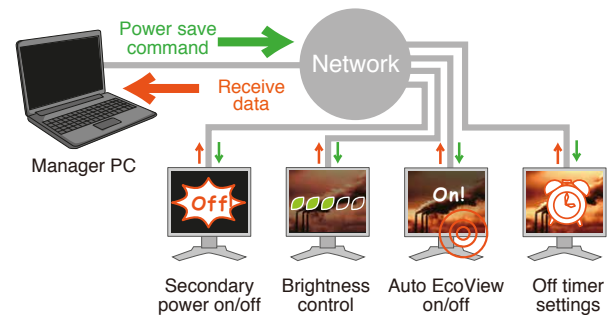 Power save
command
Network
Receive
data
Manager PC
Off
On!
Secondary
power on/off
Brightness
control
Auto EcoView
on/off
Off timer
settings